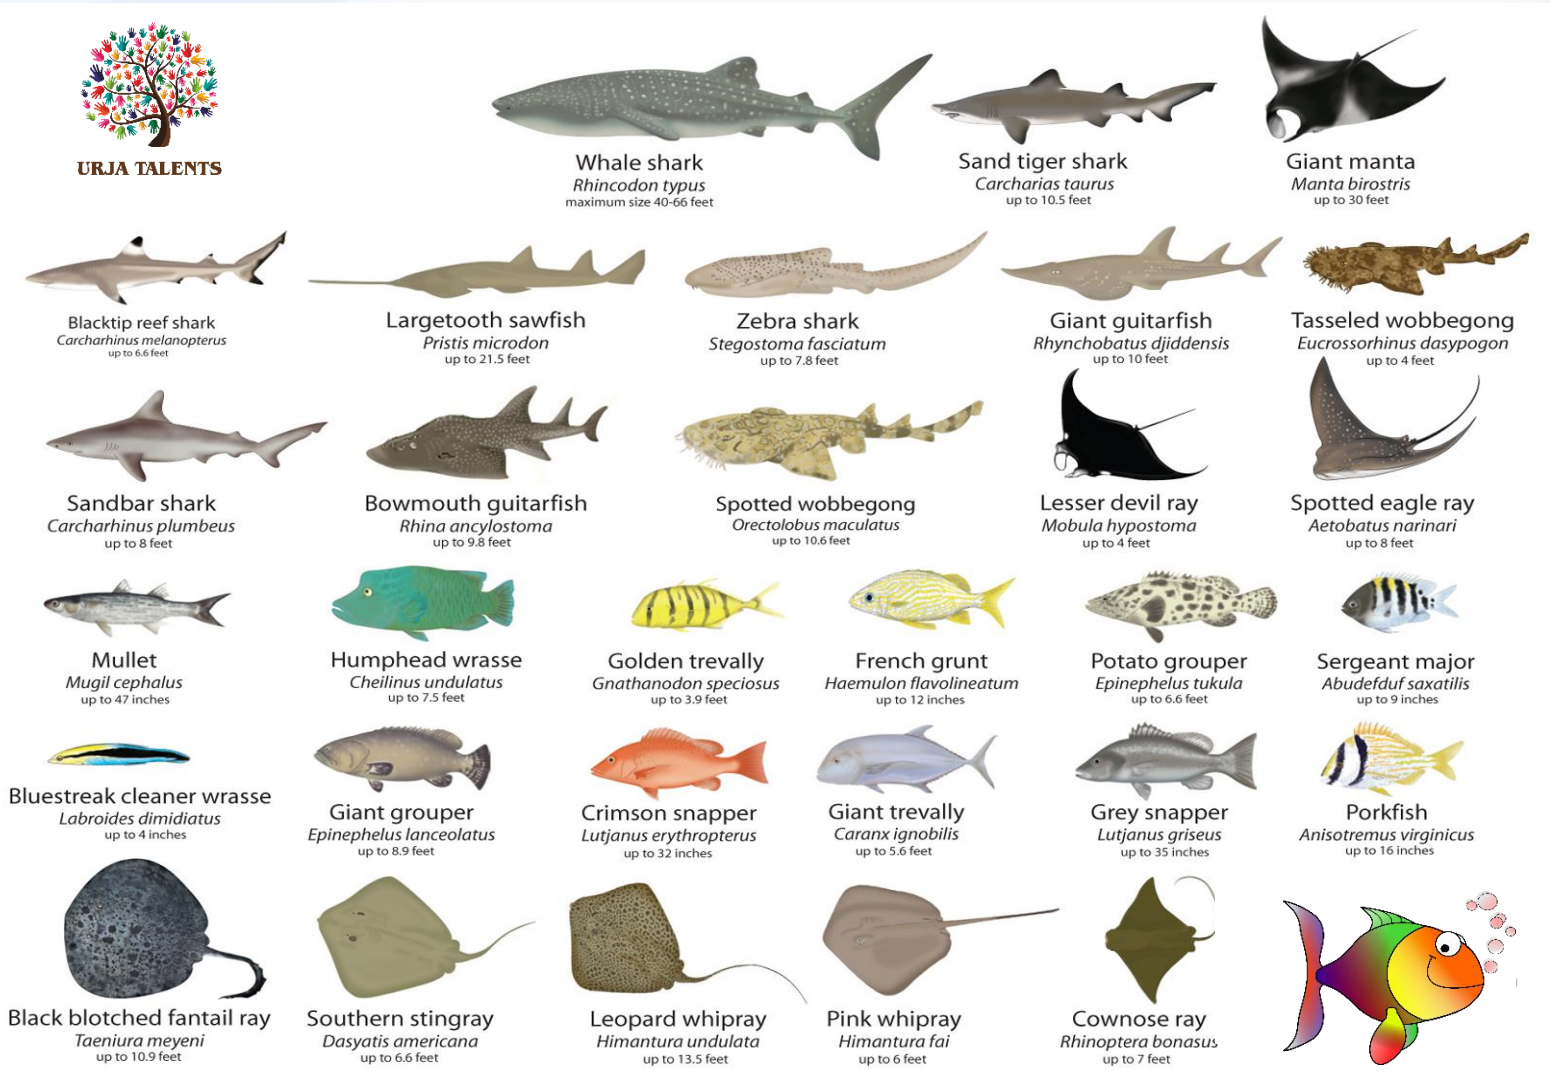 URJA TALENTS
Whale shark
Rhincodon typus
maximum size 40-66 feet
Sand tiger shark
Carcharias taurus
up to 10.5 feet
Giant manta
Manta birostris
up to 30 feet
Blacktip reef shark
Carcharhinus melanopterus
up to 6.6 feet
Largetooth sawfish
Pristis microdon
up to 21.5 feet
Zebra shark
Stegostoma fasciatum
up to 7.8 feet
Giant guitarfish
Rhynchobatus djiddensis
up to 10 feet
Tasseled wobbegong
Eucrossorhinus dasypogon
up to 4 feet
Sandbar shark
Carcharhinus plumbeus
up to 8 feet
Bowmouth guitarfish
Rhina ancylostoma
up to 9.8 feet
Spotted wobbegong
Orectolobus maculatus
up to 10.6 feet
Lesser devil ray
Mobula hypostoma
up to 4 feet
Spotted eagle ray
Aetobatus narinari
up to 8 feet
Mullet
Mugil cephalus
up to 47 inches
Humphead wrasse
Cheilinus undulatus
up to 7.5 feet
Golden trevally
Gnathanodon speciosus
up to 3.9 feet
French grunt
Haemulon flavolineatum
up to 12 inches
Potato grouper
Epinephelus tukula
up to 6.6 feet
Sergeant major
Abudefduf saxatilis
up to 9 inches
Bluestreak cleaner wrasse
Labroides dimidiatus
up to 4 inches
Giant grouper
Epinephelus lanceolatus
up to 8.9 feet
Crimson snapper
Lutjanus erythropterus
up to 32 inches
Giant trevally
Caranx ignobilis
up to 5.6 feet
Grey snapper
Lutjanus griseus
up to 35 inches
Porkfish
Anisotremus virginicus
up to 16 inches
Black blotched fantail ray
Taeniura meyeni
up to 10.9 feet
Southern stingray
Dasyatis americana
up to 6.6 feet
Leopard whipray
Himantura undulata
up to 13.5 feet
Pink whipray
Himantura fai
up to 6 feet
Cownose ray
Rhinoptera bonasus
up to 7 feet